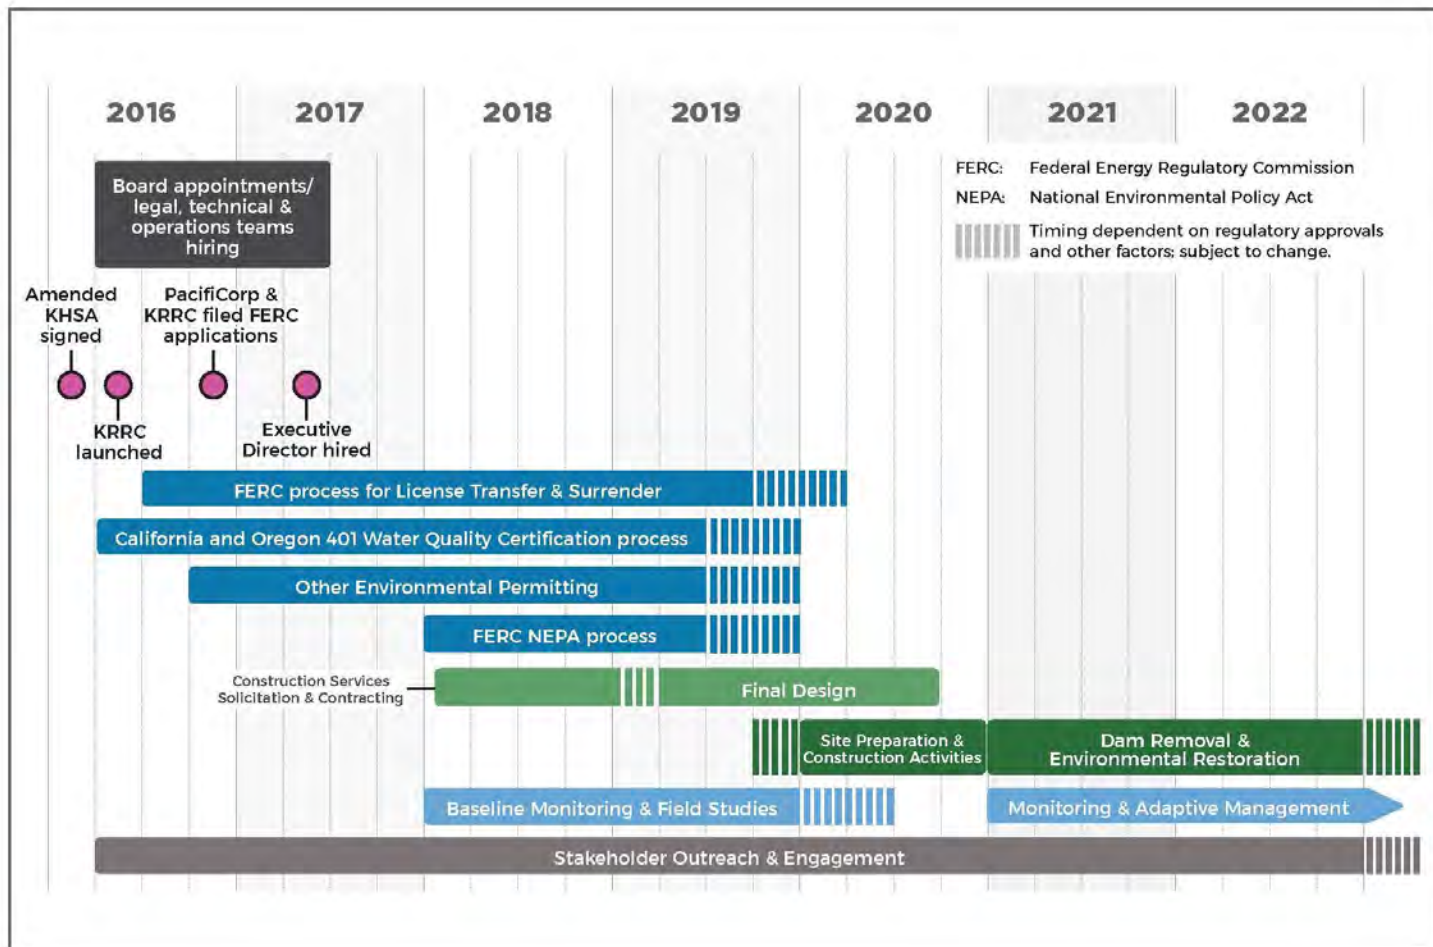 2016
2017
2018
2019
2020
2021
2022
Board appointments/
legal, technical &
operations teams
hiring
FERC: Federal Energy Regulatory Commission
NEPA: National Environmental Policy Act
Timing dependent on regulatory approvals
and other factors; subject to change.
Amended
KHSA
signed
PacifiCorp &
KRRC filed FERC
applications
KRRC
launched
Executive
Director hired
FERC process for License Transfer & Surrender
California and Oregon 401 Water Quality Certification process
Other Environmental Permitting
FERC NEPA process
Construction Services
Solicitation & Contracting
Final Design
Site Preparation &
Construction Activities
Dam Removal &
Environmental Restoration
Baseline Monitoring & Field Studies
Monitoring & Adaptive Management
Stakeholder Outreach & Engagement